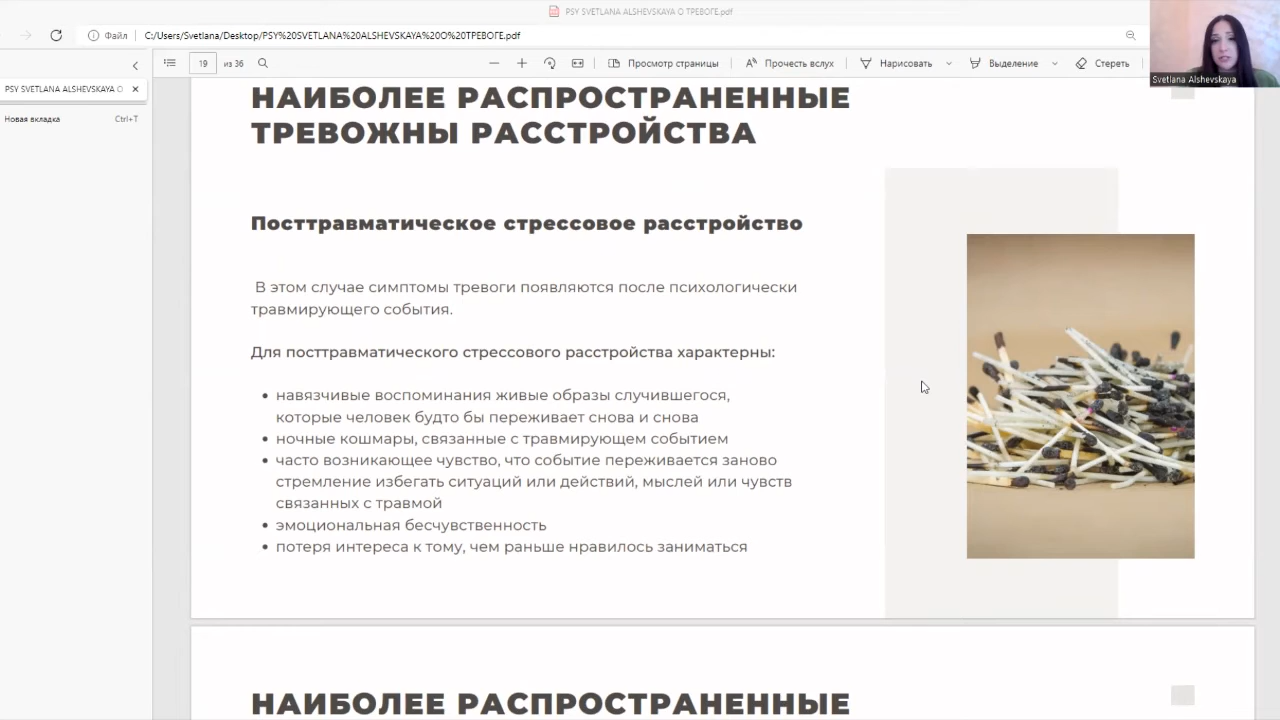 PSY SVETLANA ALSHEVSKAYA О ТРЕВОГЕ.pdf
Файл C:/Users/Svetlana/Desktop/PSY%20SVETLANA%20ALSHEVSKAYA%20O%20ТРЕВОГЕ.pdf
19 из 36 Просмотр страницы Прочесть вслух Нарисовать Выделение Стереть
Svetlana Alshevskaya
PSY SVETLANA ALSHEVSKAYA О
Новая вкладка Ctrl+T
НАИБОЛЕЕ РАСПРОСТРАНЕННЫЕ
ТРЕВОЖНЫ РАССТРОЙСТВА
Посттравматическое стрессовое расстройство
В этом случае симптомы тревоги появляются после психологически
травмирующего события.
Для посттравматического стрессового расстройства характерны:
• навязчивые воспоминания живые образы случившегося,
которые человек будто бы переживает снова и снова
• ночные кошмары, связанные с травмирующем событием
• часто возникающее чувство, что событие переживается заново
стремление избегать ситуаций или действий, мыслей или чувств
связанных с травмой
• эмоциональная бесчувственность
• потеря интереса к тому, чем раньше нравилось заниматься
НАИБОЛЕЕ РАСПРОСТРАНЕННЫЕ